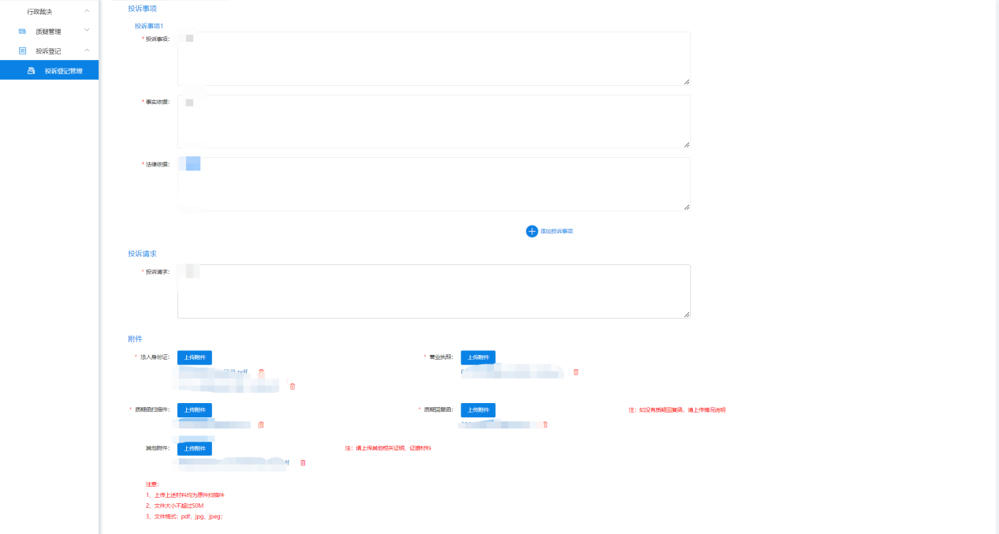 行政裁决
质疑管理
投诉登记
投诉登记管理
投诉事项
投诉事项1
* 投诉事项:
* 事实依据:
* 法律依据:
添加投诉事项
投诉请求
* 投诉请求:
附件
* 法人身份证: 上传附件
* 营业执照: 上传附件
* 质疑函扫描件: 上传附件
* 质疑回复函: 上传附件
注：如没有质疑回复函，请上传情况说明
其他附件: 上传附件
注：请上传其他相关证明、证据材料
注意:
1、上传上述材料均为原件扫描件
2、文件大小不超过50M
3、文件格式：pdf、jpg、jpeg;